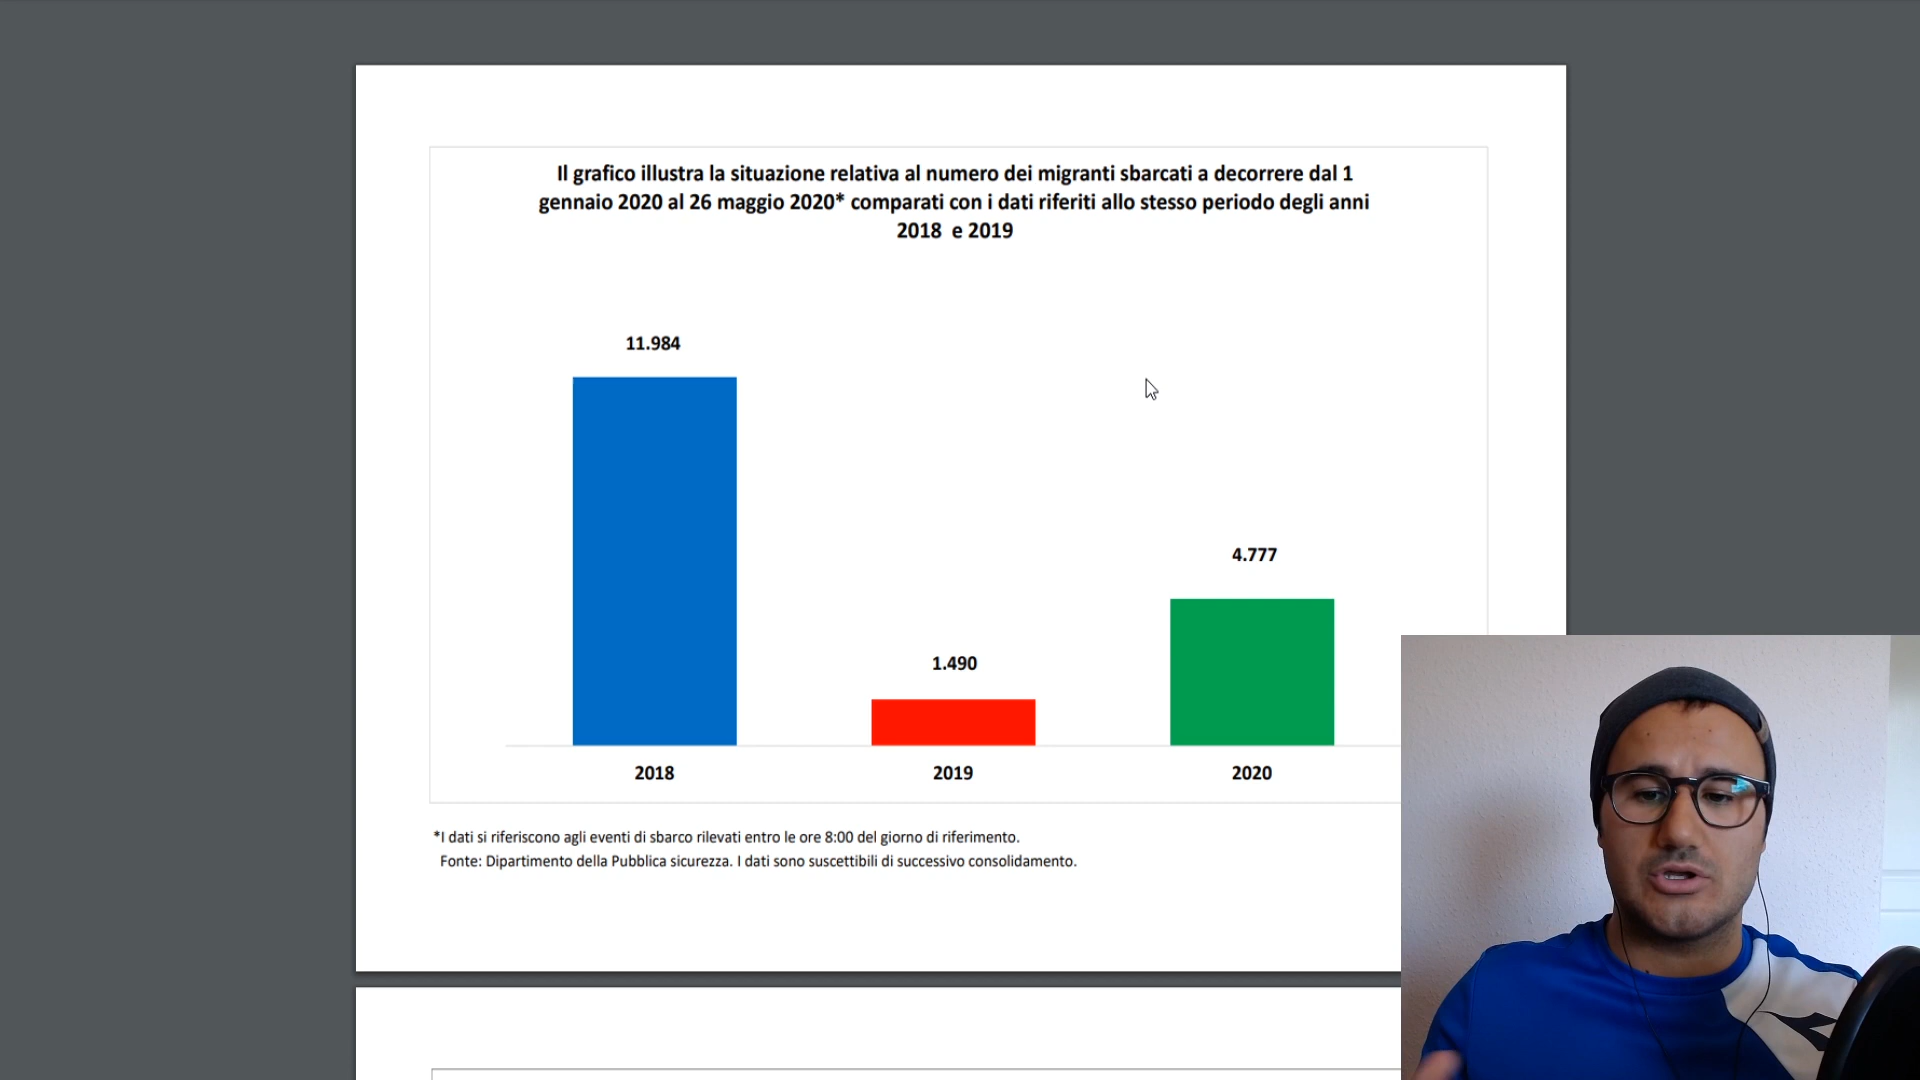 Il grafico illustra la situazione relativa al numero dei migranti sbarcati a decorrere dal 1
gennaio 2020 al 26 maggio 2020* comparati con i dati riferiti allo stesso periodo degli anni
2018 e 2019
11.984
4.777
1.490
2018 2019 2020
*I dati si riferiscono agli eventi di sbarco rilevati entro le ore 8:00 del giorno di riferimento.
Fonte: Dipartimento della Pubblica sicurezza. I dati sono suscettibili di successivo consolidamento.